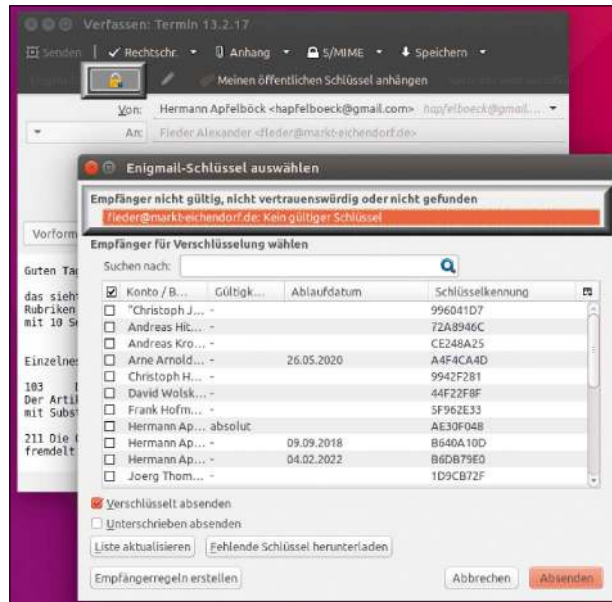 Verfassen: Termin 13.2.17
Senden Rechtschr. Anhang S/MIME Speichern
Meinen öffentlichen Schlüssel anhängen
Von: Hermann Apfelböck <hapfelboeck@gmail.com> hapfelboeck@gmail....
An: Fieder Alexander <fieder@markt-eichendorf.de>
Enigmail-Schlüssel auswählen
Empfänger nicht gültig, nicht vertrauenswürdig oder nicht gefunden
fieder@markt-eichendorf.de: Kein gültiger Schlüssel
Vorform
Empfänger für Verschlüsselung wählen
Guten Ta
Suchen nach:
das sieh
Rubriken
mit 10 S
Konto / B... Gültigk... Ablaufdatum Schlüsselkennung
"Christoph J... - 996041D7
Andreas Hit... - 72A8946C
Andreas Kro... - CE248A25
Einzelne
Arne Arnold... - 26.05.2020 A4F4CA4D
Christoph H... - 9942F281
103
Der Arti
mit Subs
David Wolsk... - 44F22F8F
Frank Hofm... - 5F962E33
Hermann Ap... absolut AE30F048
211 Die
fremdelt
Hermann Ap... - 09.09.2018 B640A10D
Hermann Ap... - 04.02.2022 B6DB79E0
Joerg Thom... - 1D9CB72F
Verschlüsselt absenden
Unterschrieben absenden
Liste aktualisieren Fehlende Schlüssel herunterladen
Empfängerregeln erstellen Abbrechen Absenden